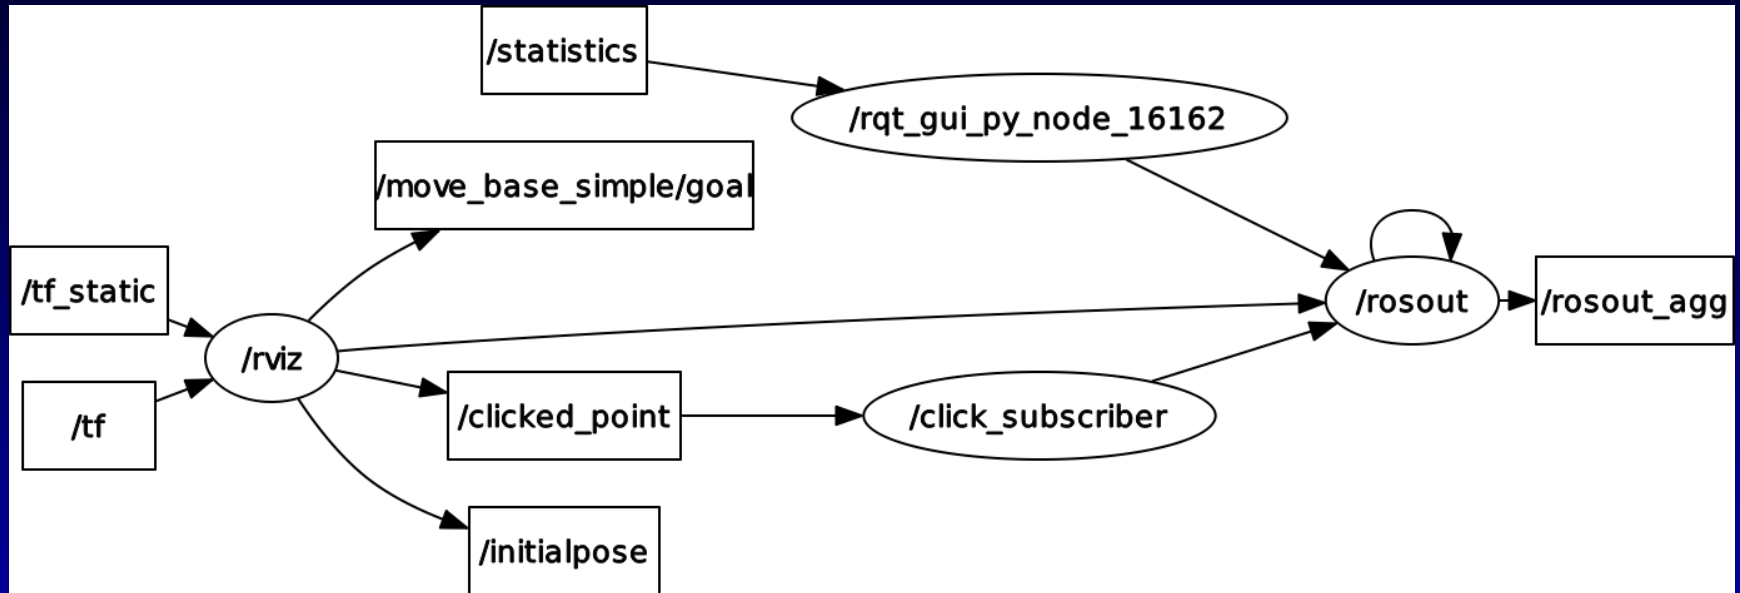 /statistics
/rqt_gui_py_node_16162
/move_base_simple/goal
/tf_static
/rosout
/rosout_agg
/rviz
/tf
/clicked_point
/click_subscriber
/initialpose